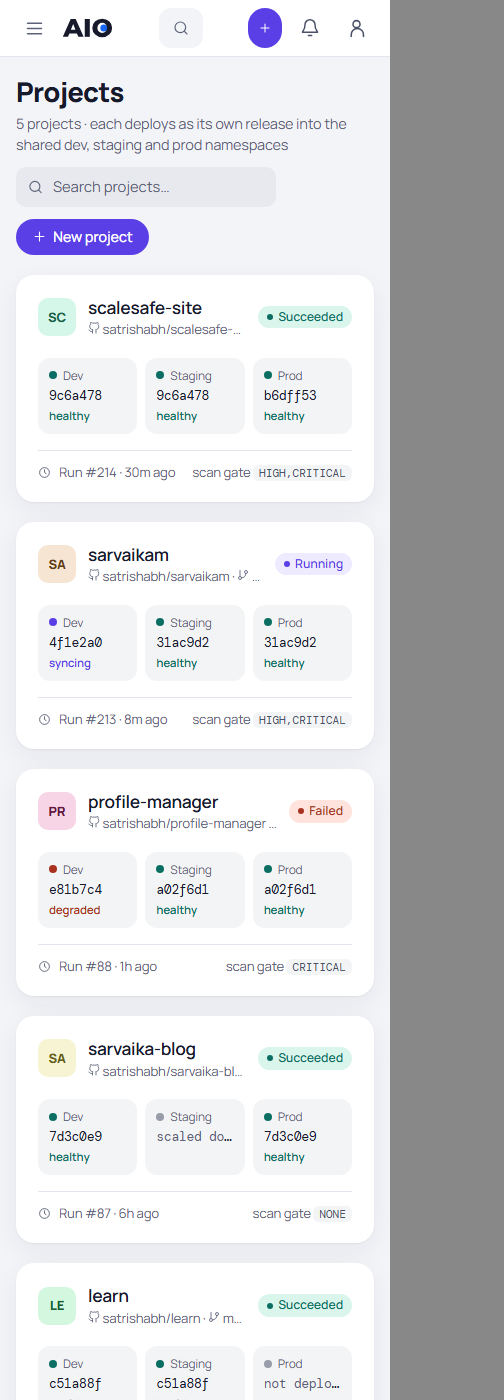 AIO
Projects
5 projects · each deploys as its own release into the
shared dev, staging and prod namespaces
Search projects…
+ New project
SC
scalesafe-site
satrishabh/scalesafe-…
Succeeded
Dev
9c6a478
healthy
Staging
9c6a478
healthy
Prod
b6dff53
healthy
Run #214 · 30m ago
scan gate HIGH,CRITICAL
SA
sarvaikam
satrishabh/sarvaikam · …
Running
Dev
4f1e2a0
syncing
Staging
31ac9d2
healthy
Prod
31ac9d2
healthy
Run #213 · 8m ago
scan gate HIGH,CRITICAL
PR
profile-manager
satrishabh/profile-manager …
Failed
Dev
e81b7c4
degraded
Staging
a02f6d1
healthy
Prod
a02f6d1
healthy
Run #88 · 1h ago
scan gate CRITICAL
SA
sarvaika-blog
satrishabh/sarvaika-bl…
Succeeded
Dev
7d3c0e9
healthy
Staging
scaled do…
Prod
7d3c0e9
healthy
Run #87 · 6h ago
scan gate NONE
LE
learn
satrishabh/learn · m…
Succeeded
Dev
c51a88f
Staging
c51a88f
Prod
not deplo…